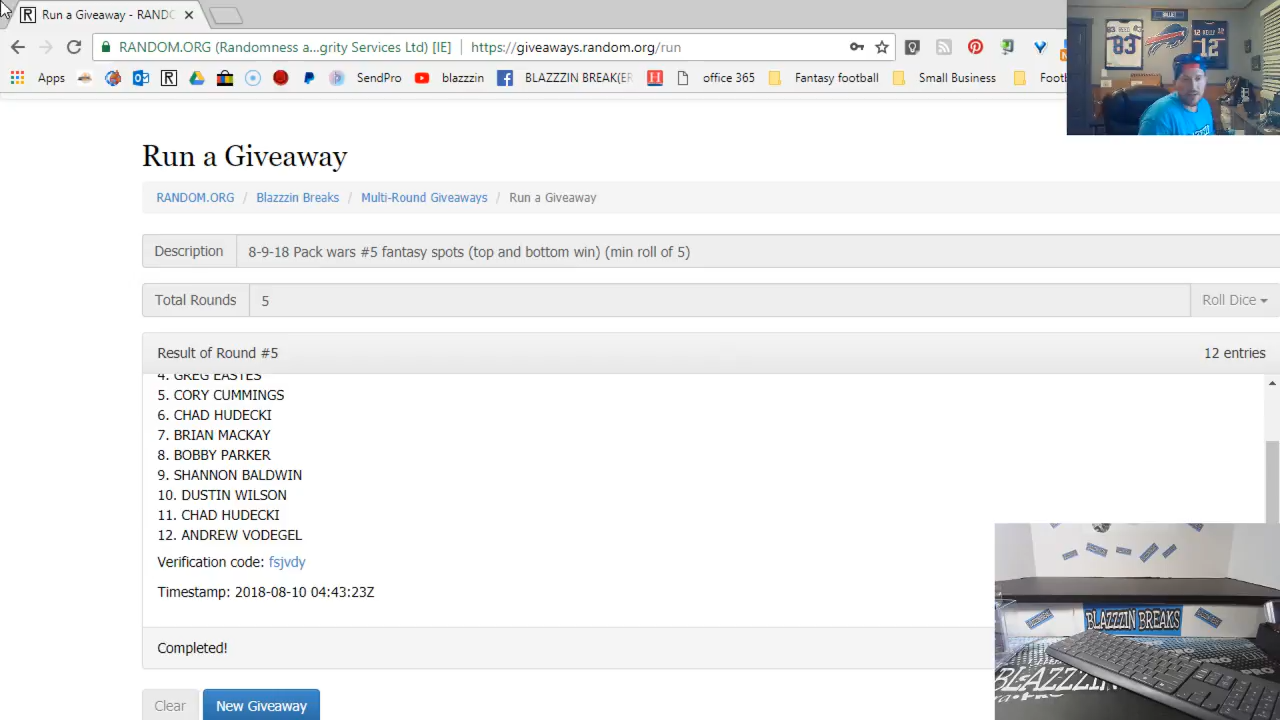 Run a Giveaway - RANDO
RANDOM.ORG (Randomness a...grity Services Ltd) [IE] | https://giveaways.random.org/run
Apps SendPro blazzzin BLAZZZIN BREAK(ER office 365 Fantasy football Small Business Footb
Run a Giveaway
RANDOM.ORG / Blazzzin Breaks / Multi-Round Giveaways / Run a Giveaway
Description 8-9-18 Pack wars #5 fantasy spots (top and bottom win) (min roll of 5)
Total Rounds 5 Roll Dice
Result of Round #5 12 entries
4. GREG EASTES
5. CORY CUMMINGS
6. CHAD HUDECKI
7. BRIAN MACKAY
8. BOBBY PARKER
9. SHANNON BALDWIN
10. DUSTIN WILSON
11. CHAD HUDECKI
12. ANDREW VODEGEL
Verification code: fsjvdy
Timestamp: 2018-08-10 04:43:23Z
Completed!
Clear New Giveaway
83
12
BLAZZZIN BREAKS